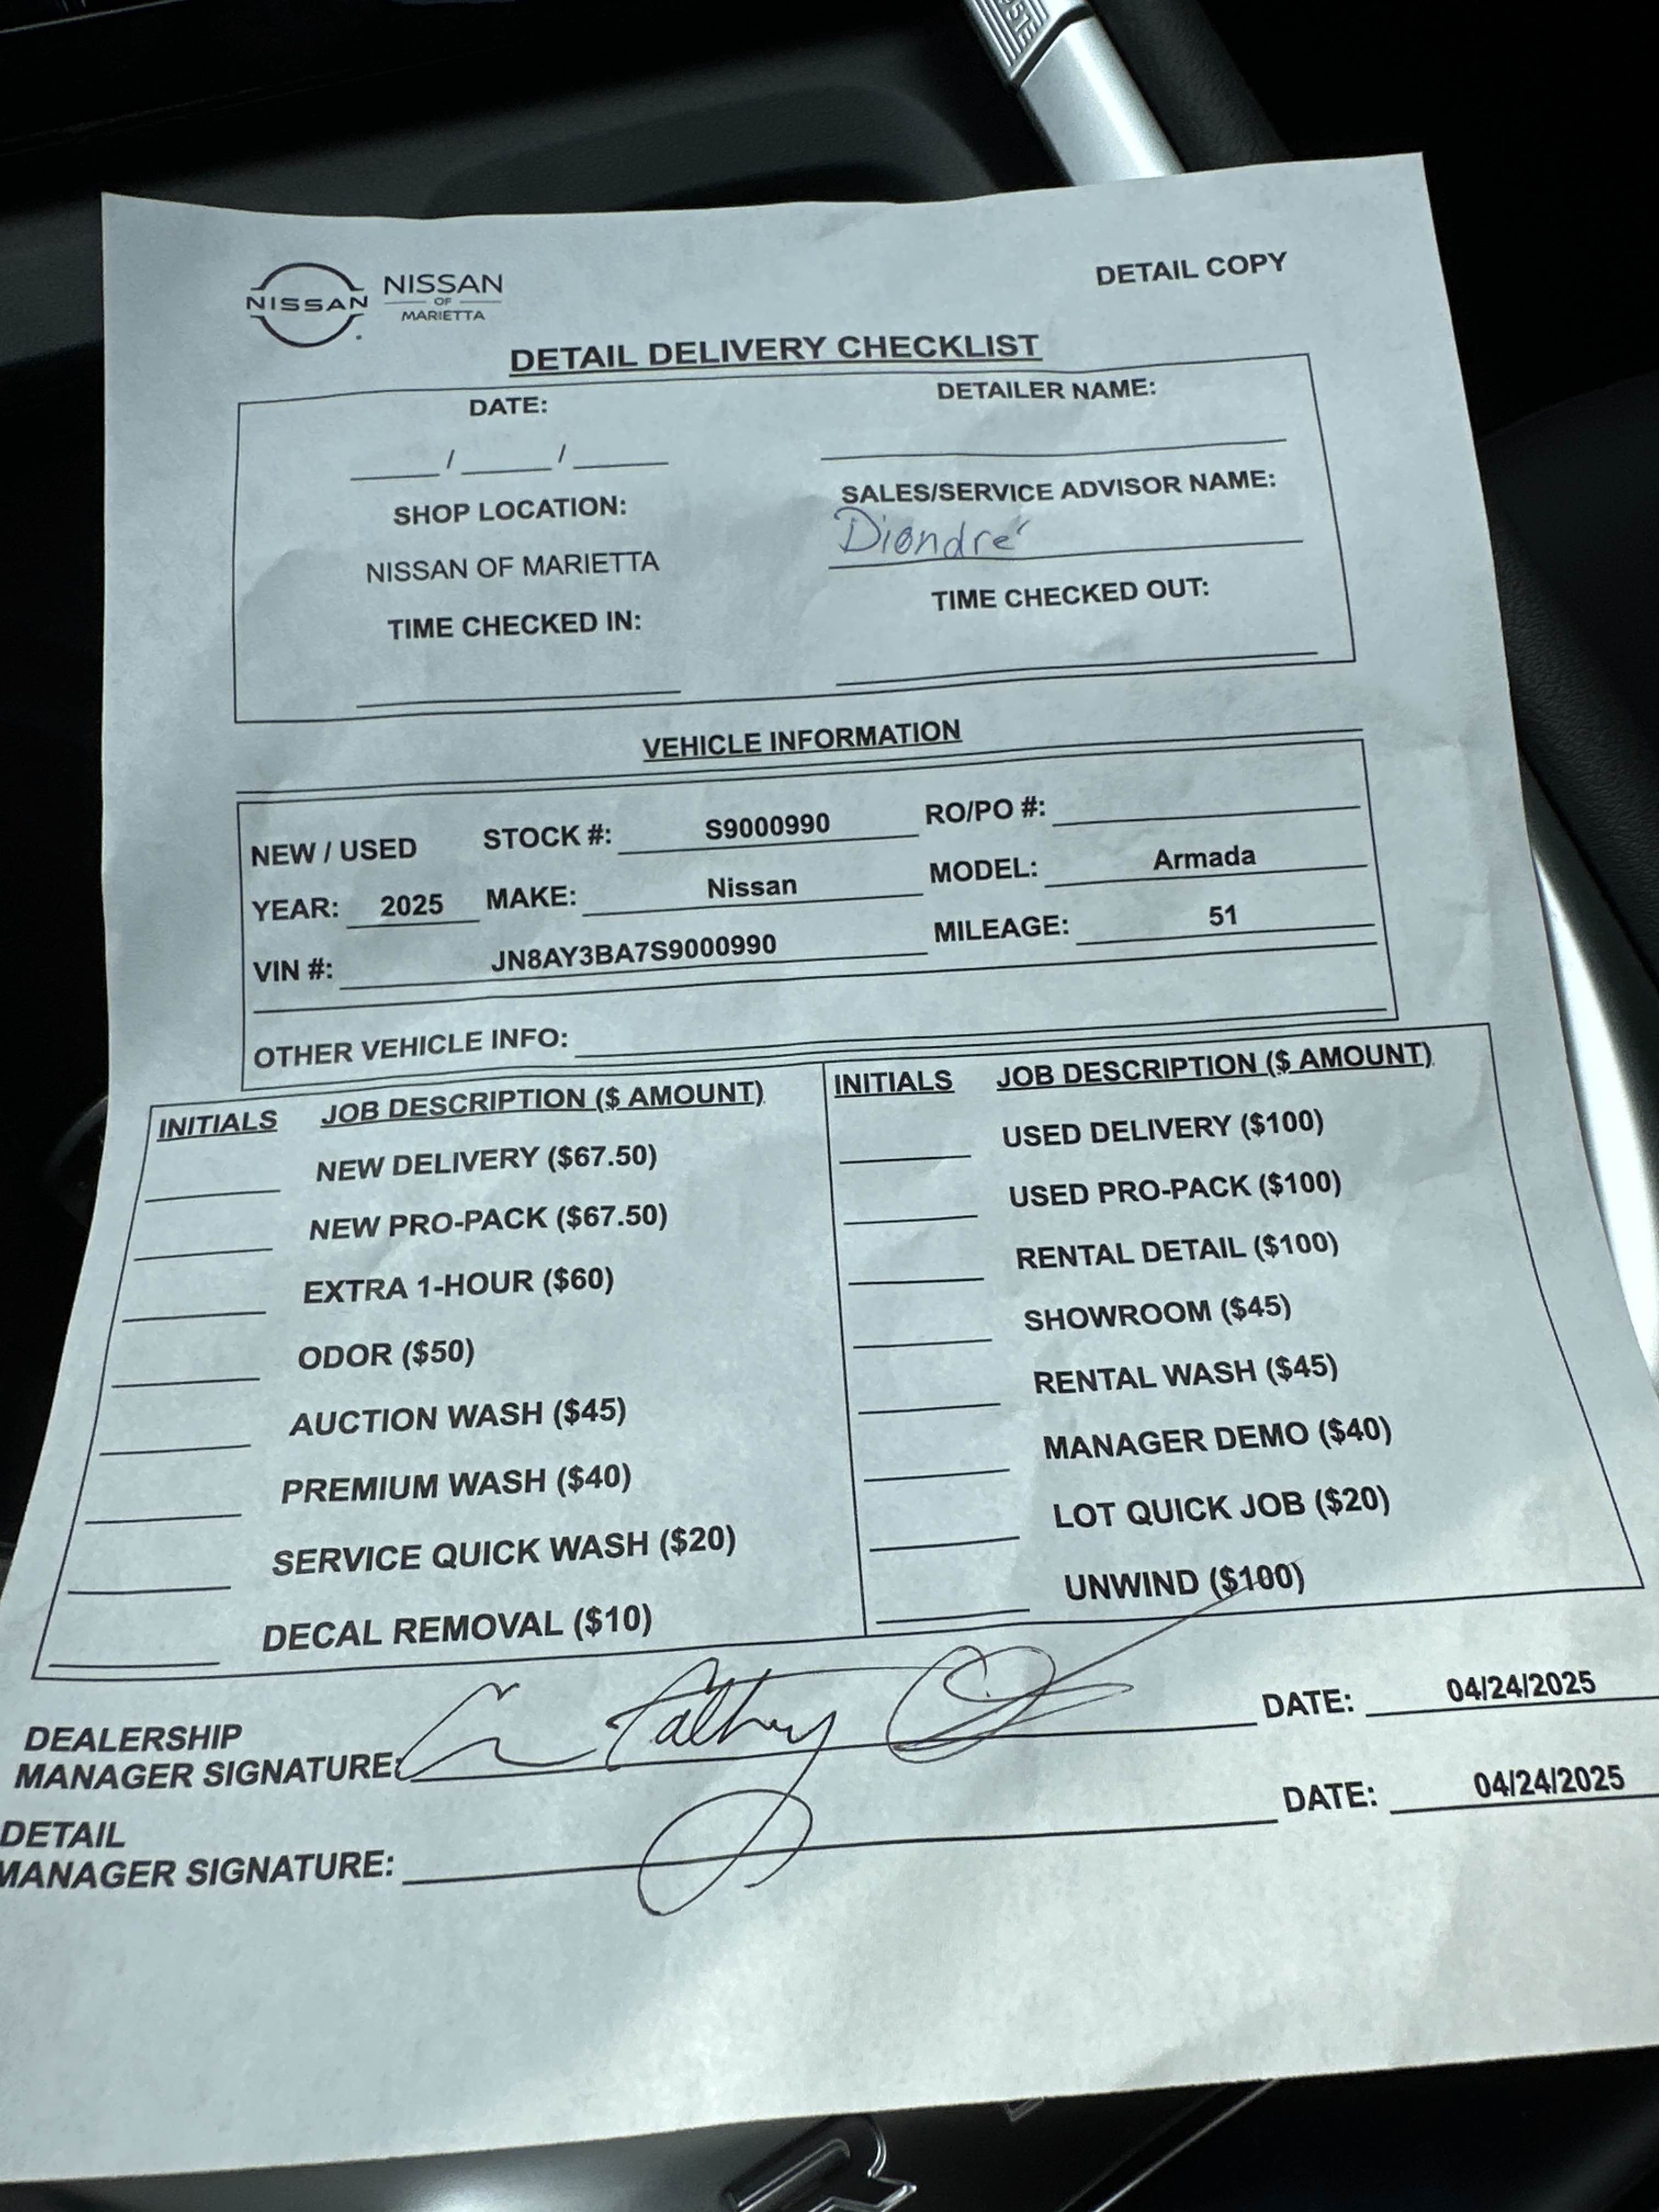 NISSAN
NISSAN
OF
MARIETTA
DETAIL COPY
DETAIL DELIVERY CHECKLIST
DATE: DETAILER NAME:
____/____/____
SHOP LOCATION: SALES/SERVICE ADVISOR NAME:
NISSAN OF MARIETTA Diondré
TIME CHECKED IN: TIME CHECKED OUT:
VEHICLE INFORMATION
NEW / USED STOCK #: S9000990 RO/PO #:
YEAR: 2025 MAKE: Nissan MODEL: Armada
VIN #: JN8AY3BA7S9000990 MILEAGE: 51
OTHER VEHICLE INFO:
INITIALS JOB DESCRIPTION ($ AMOUNT) INITIALS JOB DESCRIPTION ($ AMOUNT)
NEW DELIVERY ($67.50) USED DELIVERY ($100)
NEW PRO-PACK ($67.50) USED PRO-PACK ($100)
EXTRA 1-HOUR ($60) RENTAL DETAIL ($100)
ODOR ($50) SHOWROOM ($45)
AUCTION WASH ($45) RENTAL WASH ($45)
PREMIUM WASH ($40) MANAGER DEMO ($40)
SERVICE QUICK WASH ($20) LOT QUICK JOB ($20)
DECAL REMOVAL ($10) UNWIND ($100)
DEALERSHIP
MANAGER SIGNATURE: DATE: 04/24/2025
DETAIL
MANAGER SIGNATURE: DATE: 04/24/2025
R